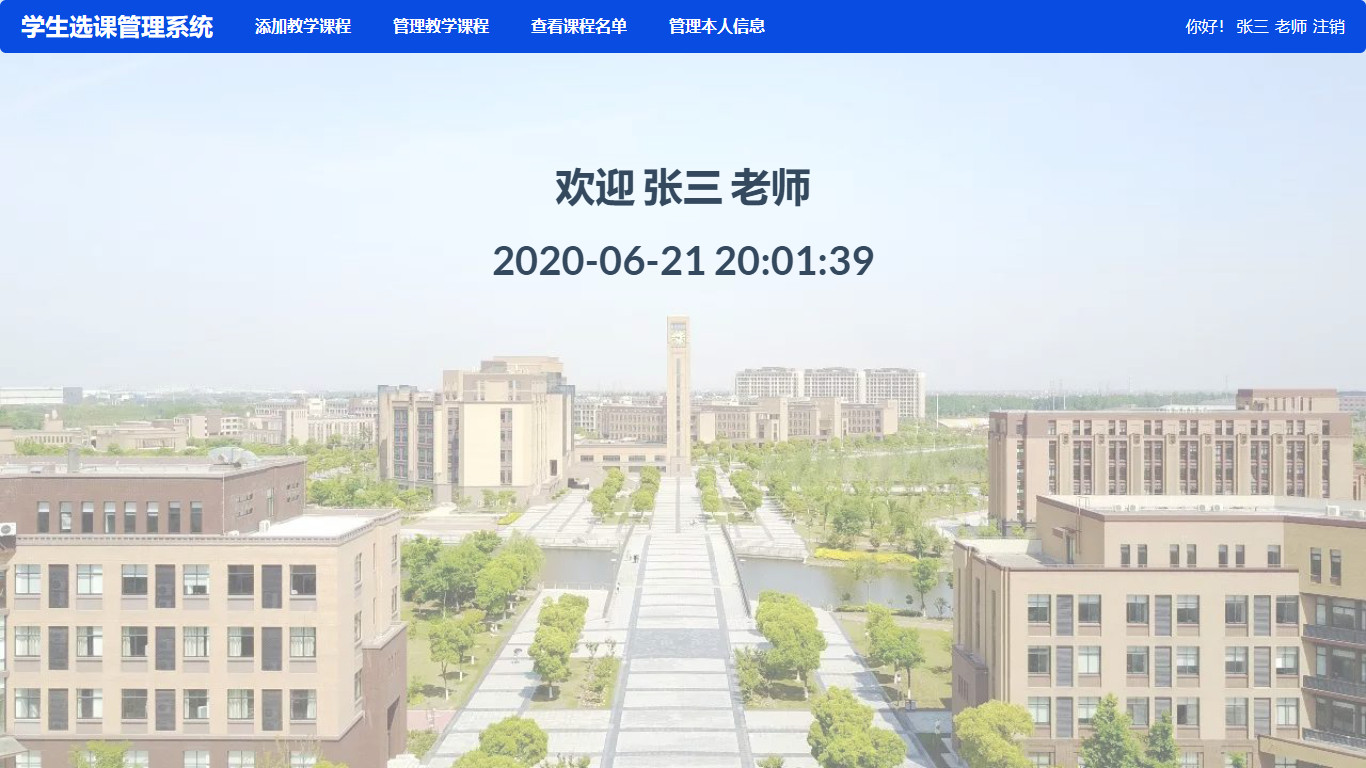 学生选课管理系统 添加教学课程 管理教学课程 查看课程名单 管理本人信息 你好！ 张三 老师 注销
欢迎 张三 老师
2020-06-21 20:01:39